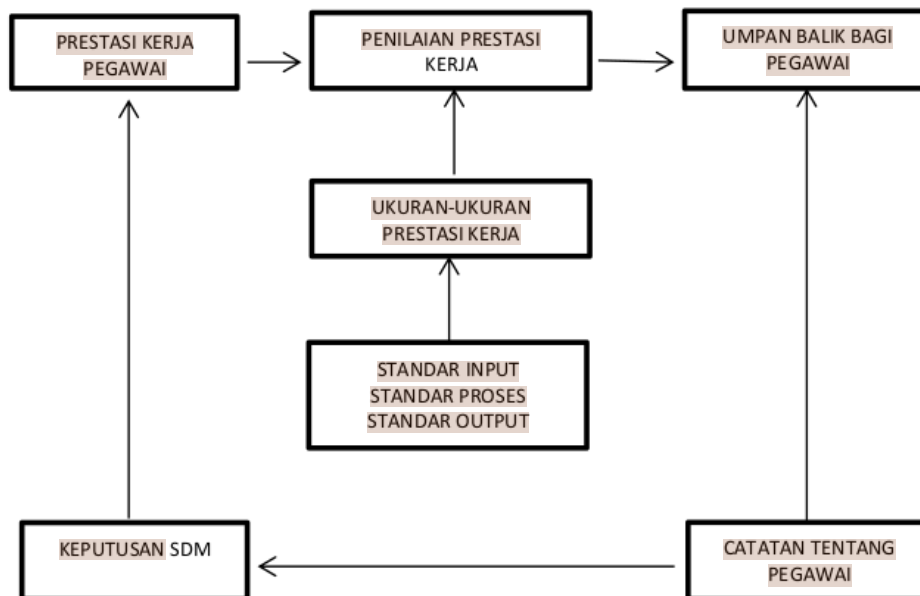 PRESTASI KERJA
PEGAWAI
PENILAIAN PRESTASI
KERJA
UMPAN BALIK BAGI
PEGAWAI
UKURAN-UKURAN
PRESTASI KERJA
STANDAR INPUT
STANDAR PROSES
STANDAR OUTPUT
KEPUTUSAN SDM
CATATAN TENTANG
PEGAWAI